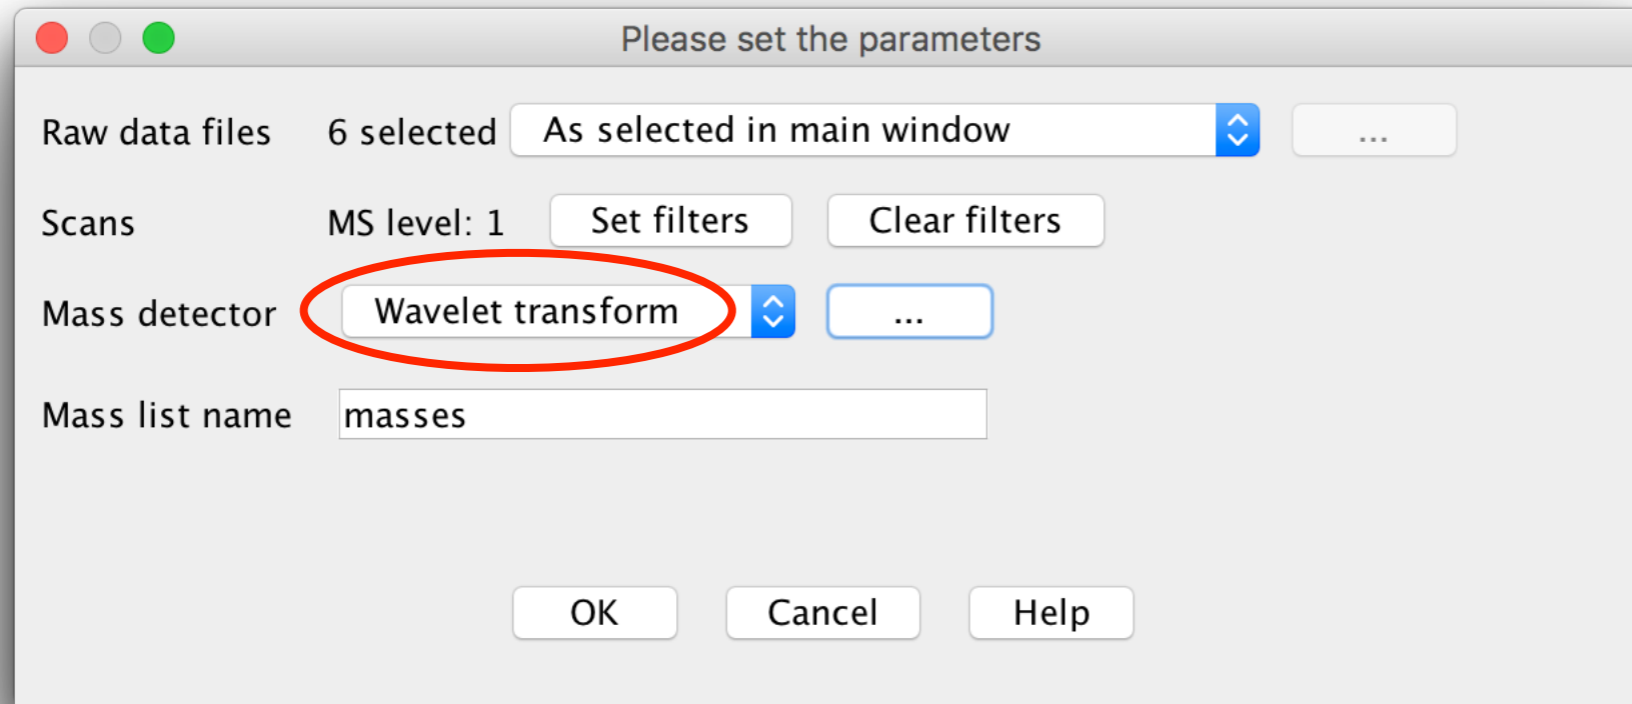 Please set the parameters
Raw data files 6 selected As selected in main window ...
Scans MS level: 1 Set filters Clear filters
Mass detector Wavelet transform ...
Mass list name masses
OK Cancel Help